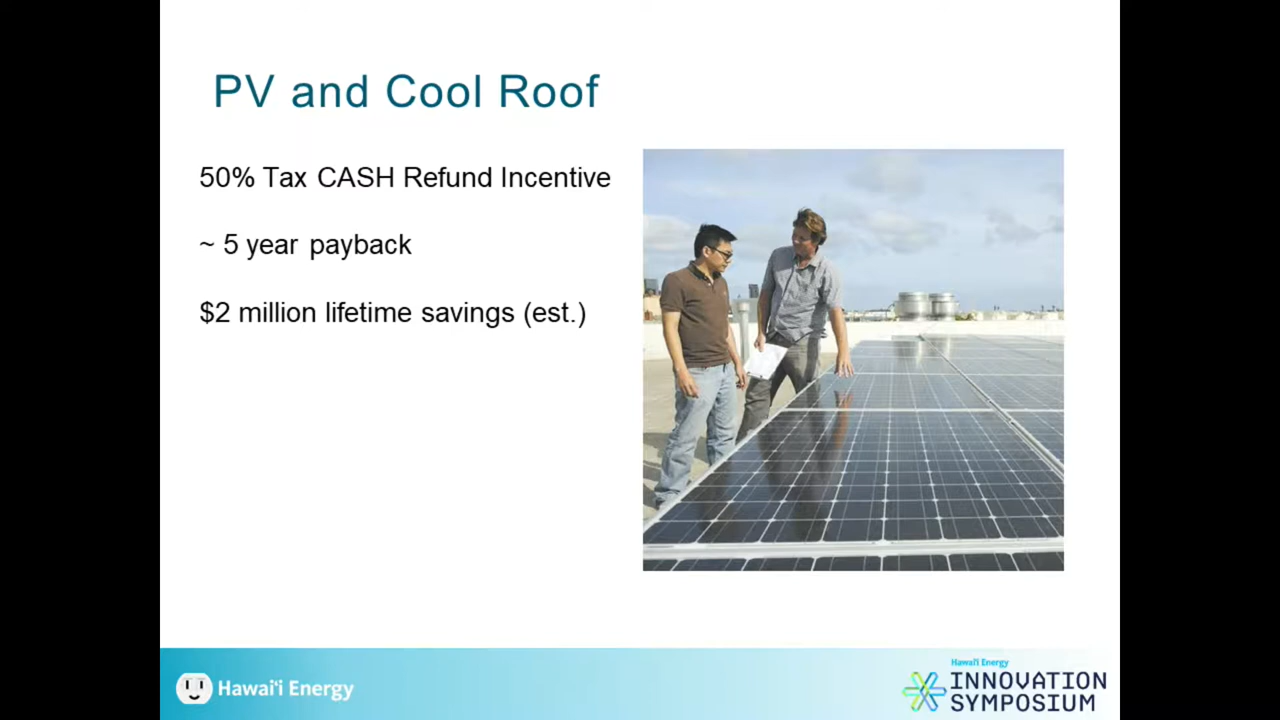 PV and Cool Roof
50% Tax CASH Refund Incentive
~ 5 year payback
$2 million lifetime savings (est.)
Hawai‘i Energy
Hawai‘i Energy
INNOVATION
SYMPOSIUM